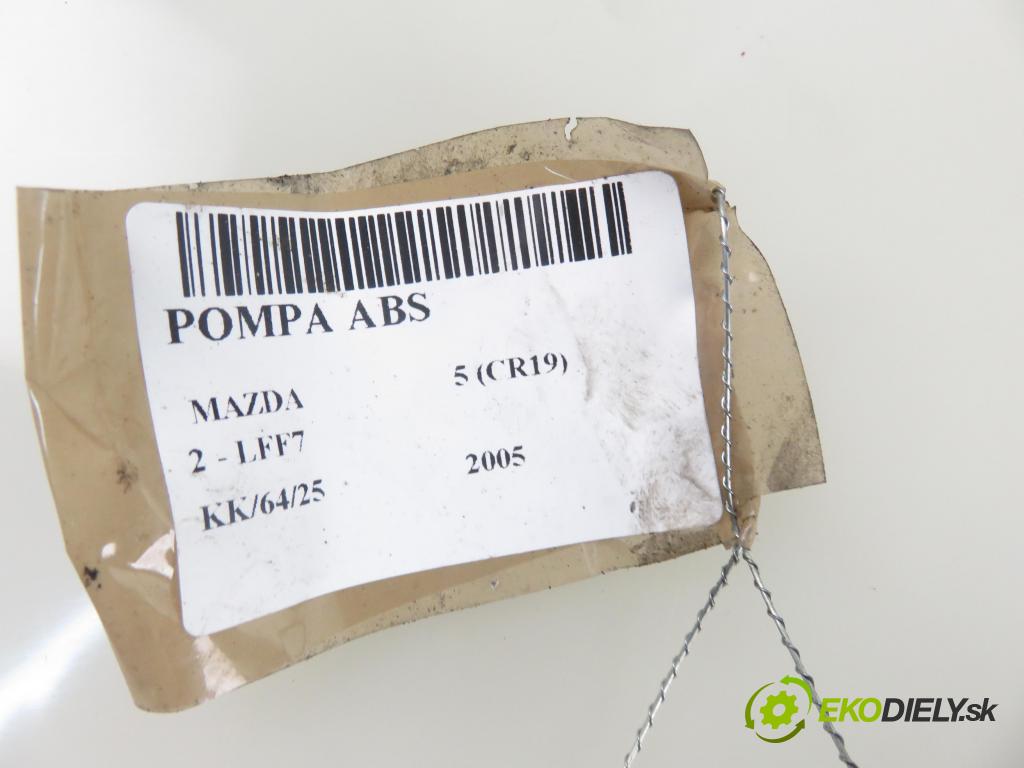 POMPA ABS
MAZDA 5 (CR19)
2 - LFF7
KK/64/25 2005
EKODIELY.sk